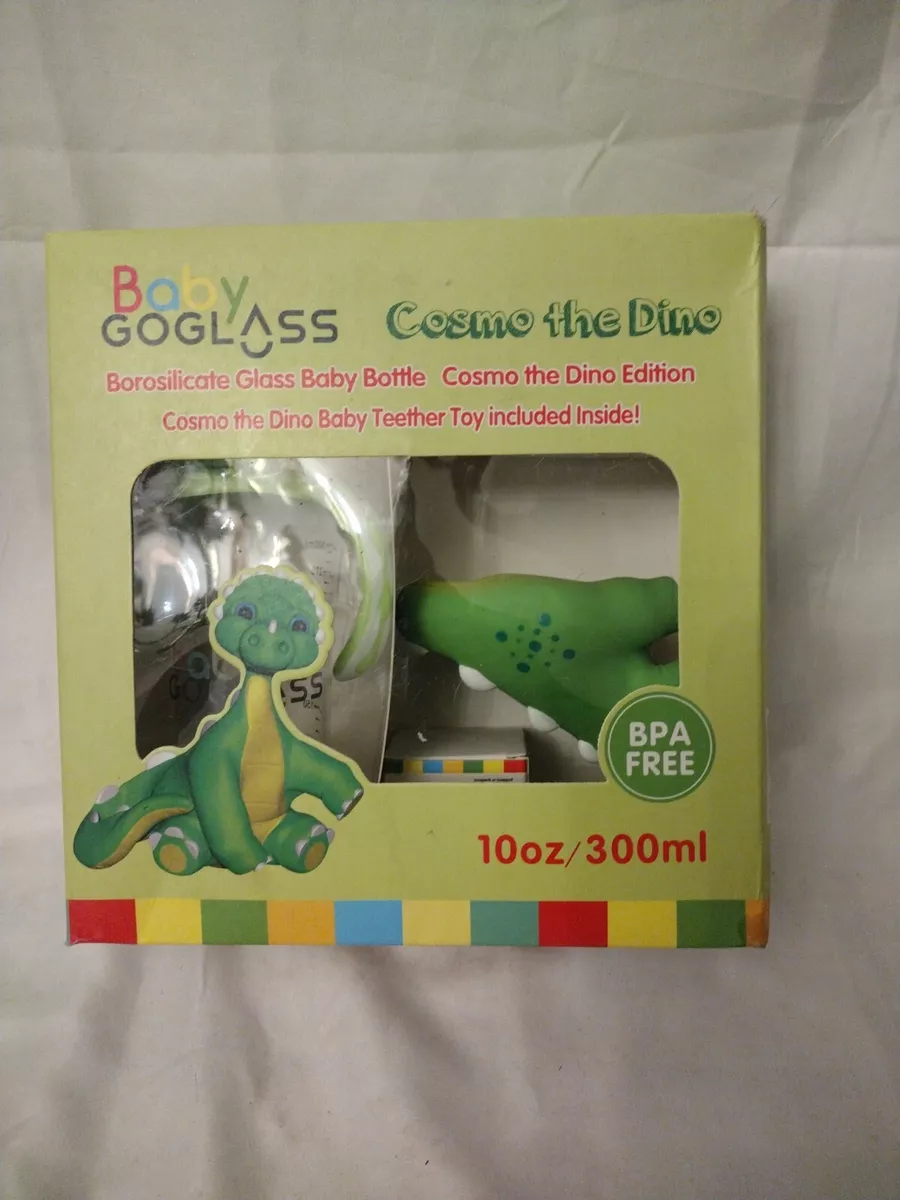 Baby
GOGLASS
Cosmo the Dino
Borosilicate Glass Baby Bottle Cosmo the Dino Edition
Cosmo the Dino Baby Teether Toy included Inside!
BPA
FREE
10oz/300ml